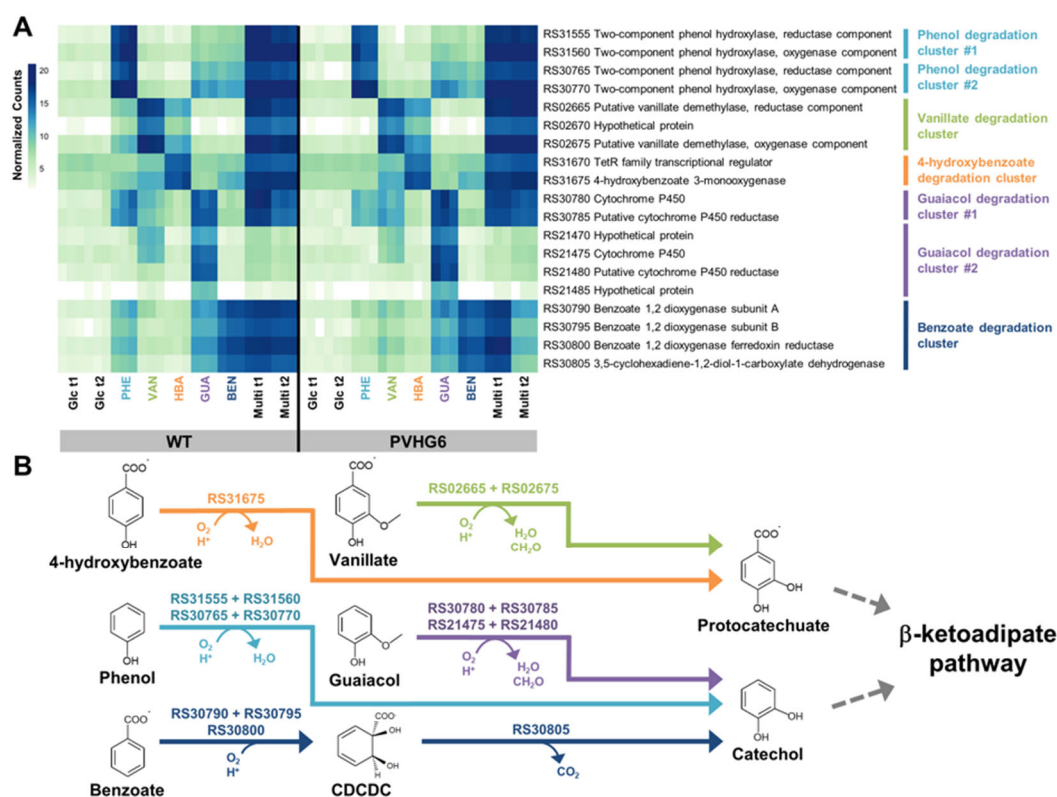 A
Normalized Counts
20
15
10
5
RS31555 Two-component phenol hydroxylase, reductase component
RS31560 Two-component phenol hydroxylase, oxygenase component
RS30765 Two-component phenol hydroxylase, reductase component
RS30770 Two-component phenol hydroxylase, oxygenase component
RS02665 Putative vanillate demethylase, reductase component
RS02670 Hypothetical protein
RS02675 Putative vanillate demethylase, oxygenase component
RS31670 TetR family transcriptional regulator
RS31675 4-hydroxybenzoate 3-monooxygenase
RS30780 Cytochrome P450
RS30785 Putative cytochrome P450 reductase
RS21470 Hypothetical protein
RS21475 Cytochrome P450
RS21480 Putative cytochrome P450 reductase
RS21485 Hypothetical protein
RS30790 Benzoate 1,2 dioxygenase subunit A
RS30795 Benzoate 1,2 dioxygenase subunit B
RS30800 Benzoate 1,2 dioxygenase ferredoxin reductase
RS30805 3,5-cyclohexadiene-1,2-diol-1-carboxylate dehydrogenase
Phenol degradation
cluster #1
Phenol degradation
cluster #2
Vanillate degradation
cluster
4-hydroxybenzoate
degradation cluster
Guaiacol degradation
cluster #1
Guaiacol degradation
cluster #2
Benzoate degradation
cluster
Glc t1
Glc t2
PHE
VAN
HBA
GUA
BEN
Multi t1
Multi t2
Glc t1
Glc t2
PHE
VAN
HBA
GUA
BEN
Multi t1
Multi t2
WT
PVHG6
B
COO-
OH
4-hydroxybenzoate
RS31675
O2
H+
H2O
COO-
O
OH
Vanillate
RS02665 + RS02675
O2
H+
H2O
CH2O
COO-
OH
OH
Protocatechuate
OH
Phenol
RS31555 + RS31560
RS30765 + RS30770
O2
H+
H2O
O
OH
Guaiacol
RS30780 + RS30785
RS21475 + RS21480
O2
H+
H2O
CH2O
β-ketoadipate
pathway
COO-
Benzoate
RS30790 + RS30795
RS30800
O2
H+
COO-
OH
OH
H
CDCDC
RS30805
CO2
OH
OH
Catechol